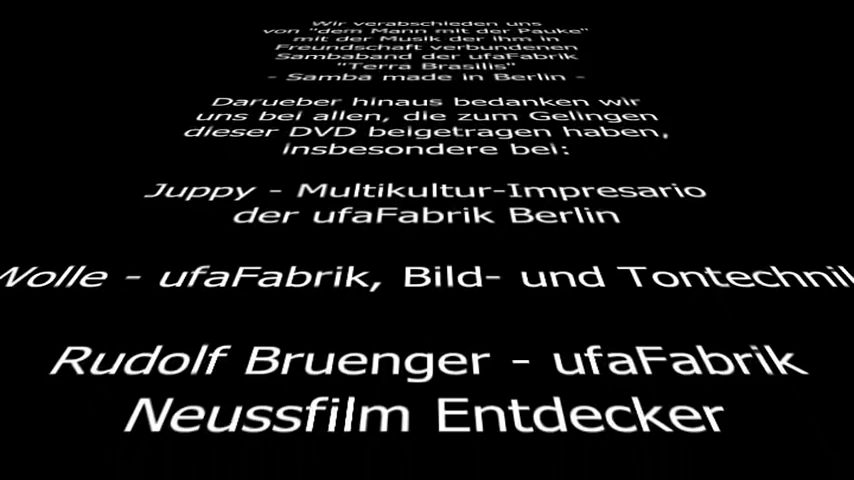 Wir verabschieden uns
von "dem Mann mit der Pauke"
mit der Musik der ihm in
Freundschaft verbundenen
Sambaband der ufaFabrik
"Terra Brasilis"
- Samba made in Berlin -
Darueber hinaus bedanken wir
uns bei allen, die zum Gelingen
dieser DVD beigetragen haben,
insbesondere bei:
Juppy - Multikultur-Impresario
der ufaFabrik Berlin
Wolle - ufaFabrik, Bild- und Tontechnik
Rudolf Bruenger - ufaFabrik
Neussfilm Entdecker